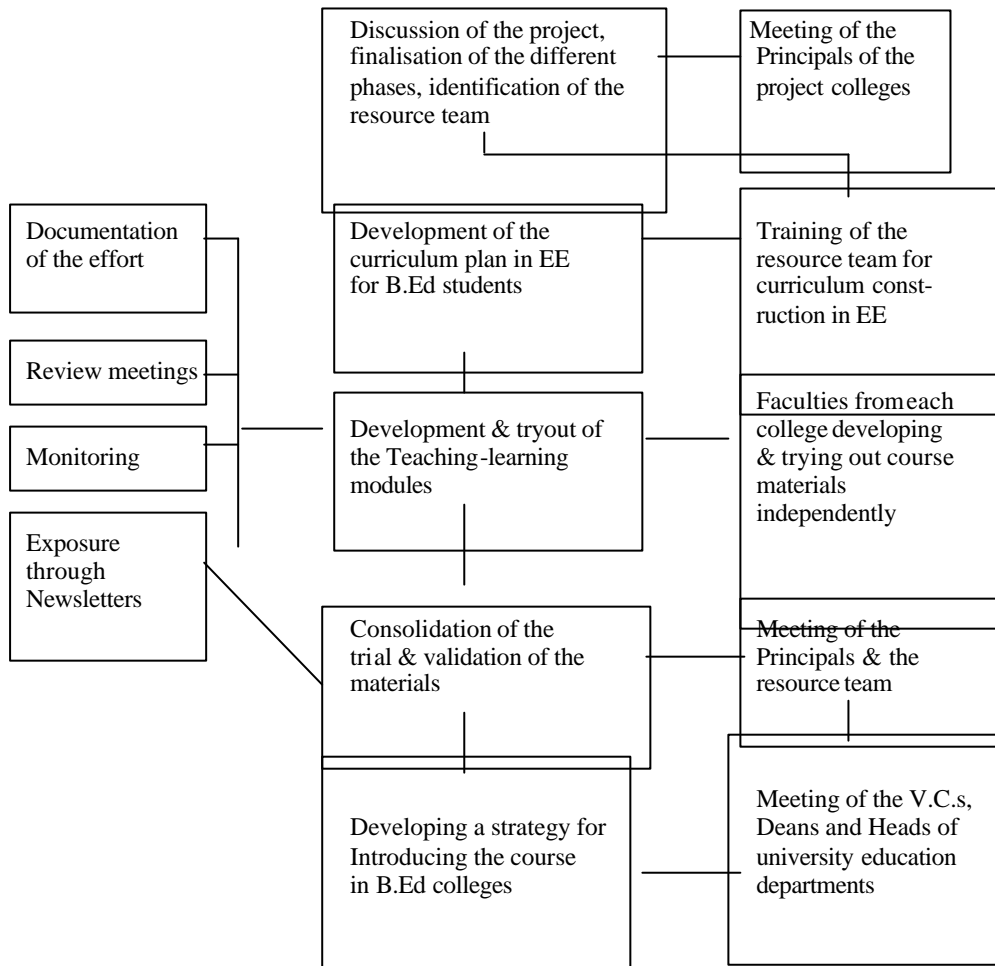 Discussion of the project,
finalisation of the different
phases, identification of the
resource team
Meeting of the
Principals of the
project colleges
Documentation
of the effort
Development of the
curriculum plan in EE
for B.Ed students
Training of the
resource team for
curriculum const-
ruction in EE
Review meetings
Monitoring
Development & tryout of
the Teaching-learning
modules
Faculties from each
college developing
& trying out course
materials
independently
Exposure
through
Newsletters
Consolidation of the
trial & validation of the
materials
Meeting of the
Principals & the
resource team
Developing a strategy for
Introducing the course
in B.Ed colleges
Meeting of the V.C.s,
Deans and Heads of
university education
departments